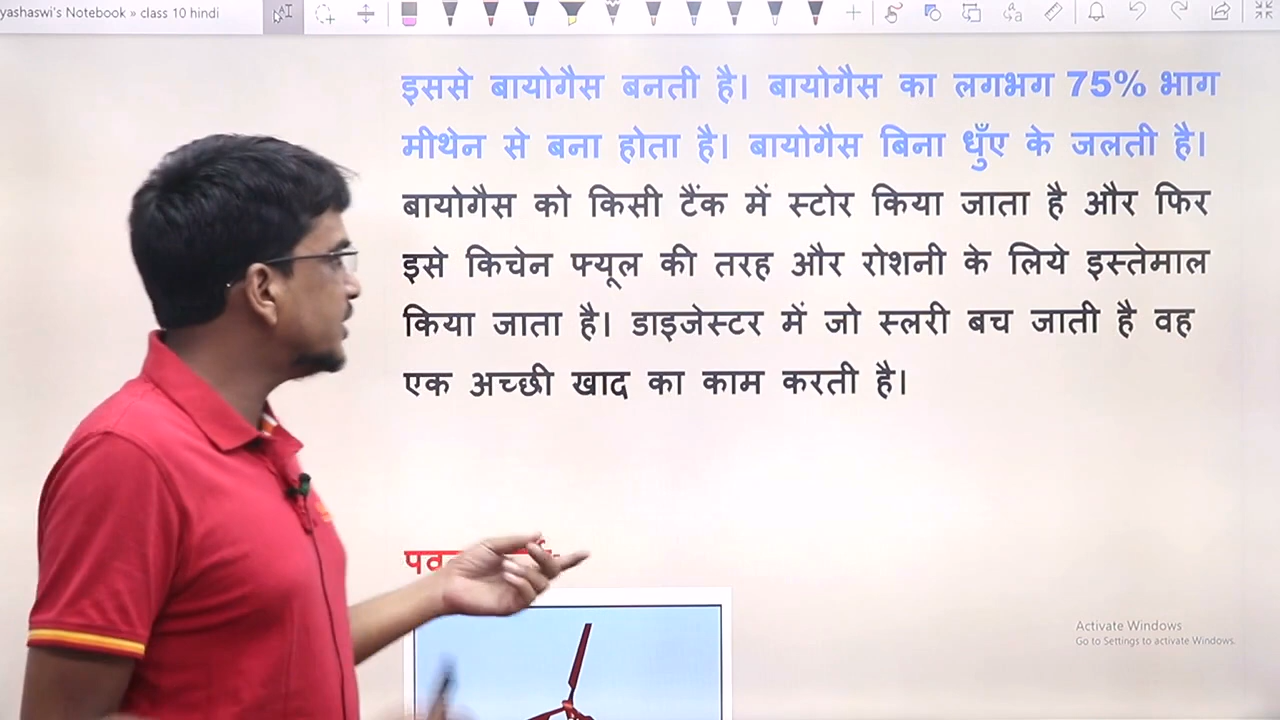 yashaswi's Notebook » class 10 hindi
इससे बायोगैस बनती है। बायोगैस का लगभग 75% भाग
मीथेन से बना होता है। बायोगैस बिना धुँए के जलती है।
बायोगैस को किसी टैंक में स्टोर किया जाता है और फिर
इसे किचेन फ्यूल की तरह और रोशनी के लिये इस्तेमाल
किया जाता है। डाइजेस्टर में जो स्लरी बच जाती है वह
एक अच्छी खाद का काम करती है।
Activate Windows
Go to Settings to activate Windows.